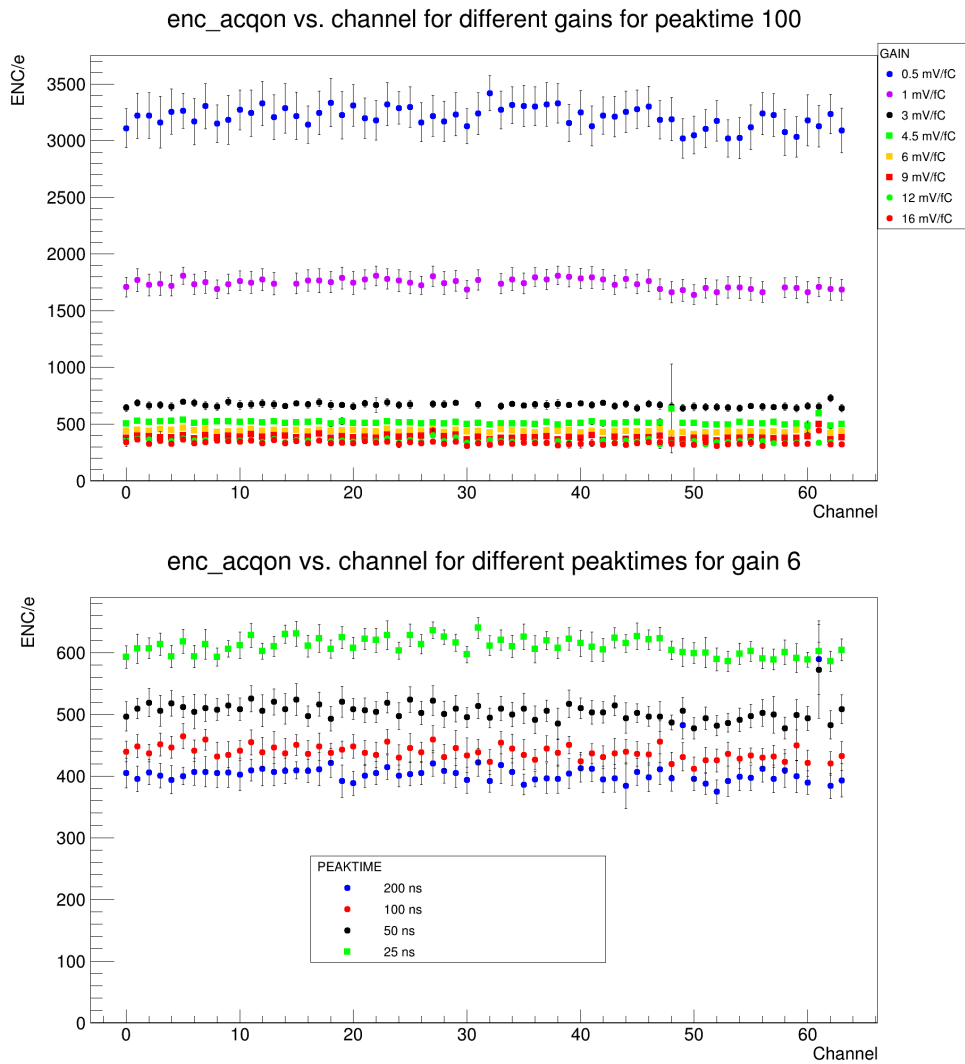 enc_acqon vs. channel for different gains for peaktime 100
ENC/e
3500
3000
2500
2000
1500
1000
500
0
0 10 20 30 40 50 60
Channel
GAIN
0.5 mV/fC
1 mV/fC
3 mV/fC
4.5 mV/fC
6 mV/fC
9 mV/fC
12 mV/fC
16 mV/fC
enc_acqon vs. channel for different peaktimes for gain 6
ENC/e
600
500
400
300
200
100
0
0 10 20 30 40 50 60
Channel
PEAKTIME
200 ns
100 ns
50 ns
25 ns